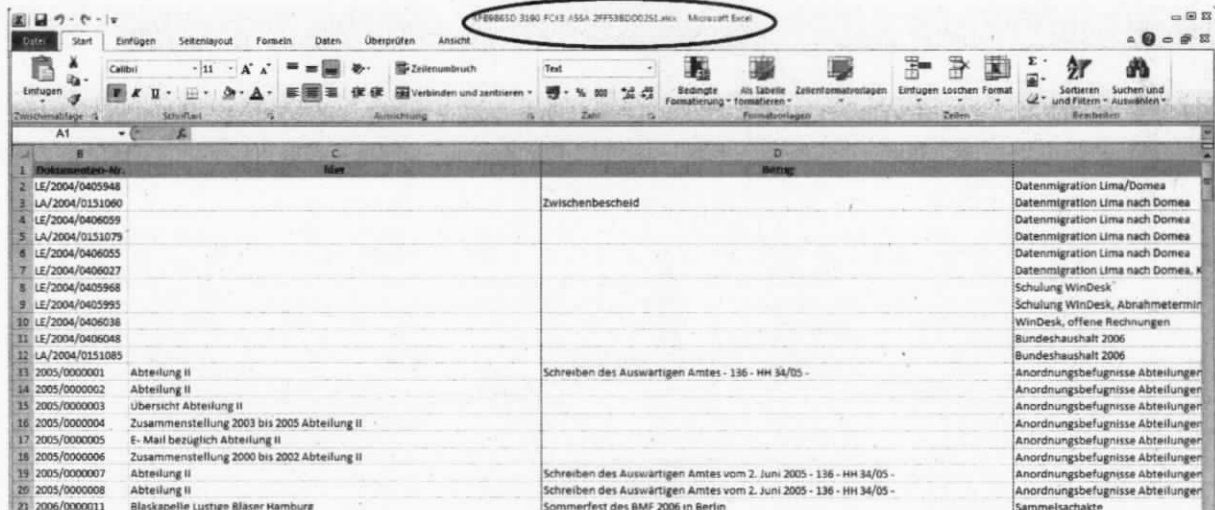 Microsoft Excel
Datei Start Einfügen Seitenlayout Formeln Daten Überprüfen Ansicht
Einfügen
Calibri 11 A A
F K U
Zeilenumbruch
Verbinden und zentrieren
Text
% 000
Bedingte Formatierung
Als Tabelle formatieren
Zellenformatvorlagen
Einfügen Löschen Format
Σ
Sortieren und Filtern
Suchen und Auswählen
Zwischenablage Schriftart Ausrichtung Zahl Formatvorlagen Zellen Bearbeiten
A1 fx
B C D
1 Dokumenten-Nr. hier Bezug
2 LE/2004/0405948 Datenmigration Lima/Domea
3 LA/2004/0151060 Zwischenbescheid Datenmigration Lima nach Domea
4 LE/2004/0406059 Datenmigration Lima nach Domea
5 LA/2004/0151079 Datenmigration Lima nach Domea
6 LE/2004/0406055 Datenmigration Lima nach Domea
7 LE/2004/0406027 Datenmigration Lima nach Domea, K
8 LE/2004/0405968 Schulung WinDesk
9 LE/2004/0405995 Schulung WinDesk, Abnahmetermin
10 LE/2004/0406038 WinDesk, offene Rechnungen
11 LE/2004/0406048 Bundeshaushalt 2006
12 LA/2004/0151085 Bundeshaushalt 2006
13 2005/0000001 Abteilung II Schreiben des Auswärtigen Amtes - 136 - HH 34/05 - Anordnungsbefugnisse Abteilungen
14 2005/0000002 Abteilung II Anordnungsbefugnisse Abteilungen
15 2005/0000003 Übersicht Abteilung II Anordnungsbefugnisse Abteilungen
16 2005/0000004 Zusammenstellung 2003 bis 2005 Abteilung II Anordnungsbefugnisse Abteilungen
17 2005/0000005 E- Mail bezüglich Abteilung II Anordnungsbefugnisse Abteilungen
18 2005/0000006 Zusammenstellung 2000 bis 2002 Abteilung II Anordnungsbefugnisse Abteilungen
19 2005/0000007 Abteilung II Schreiben des Auswärtigen Amtes vom 2. Juni 2005 - 136 - HH 34/05 - Anordnungsbefugnisse Abteilungen
20 2005/0000008 Abteilung II Schreiben des Auswärtigen Amtes vom 2. Juni 2005 - 136 - HH 34/05 - Anordnungsbefugnisse Abteilungen
21 2006/0000011 Blaskapelle Lustige Bläser Hamburg Sommerfest des BMF 2006 in Berlin Sammelsachakte